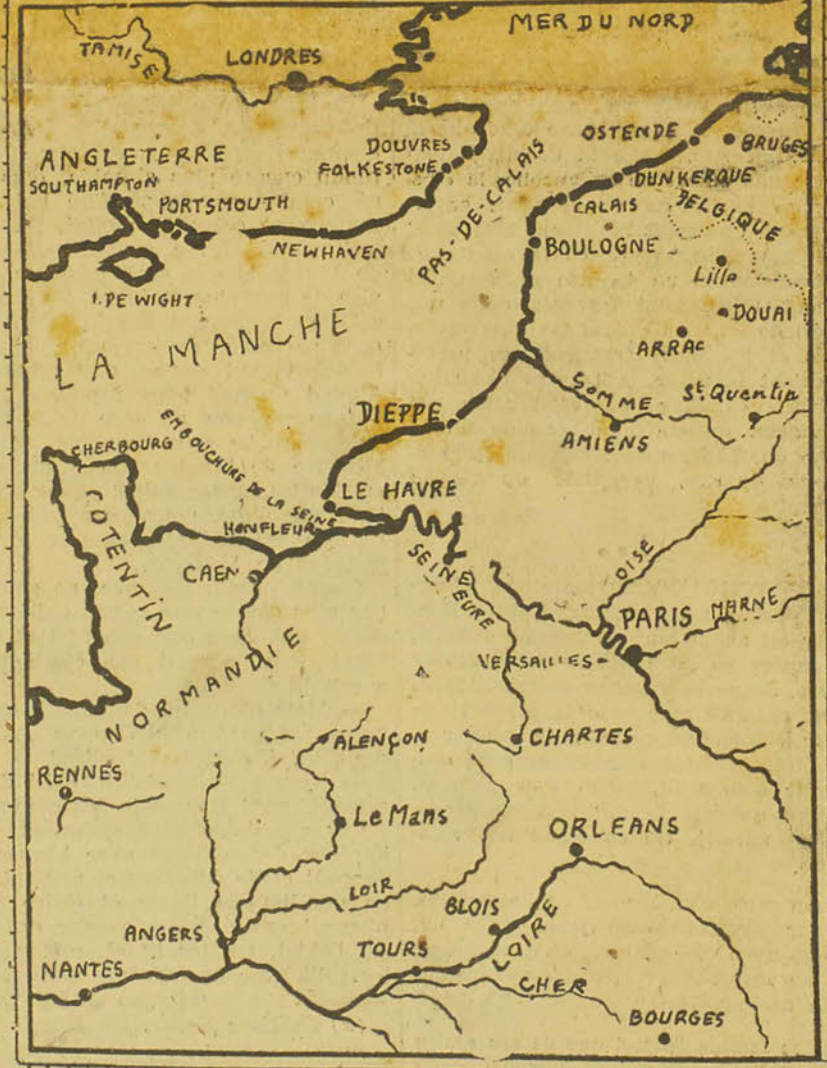 MER DU NORD
TAMISE
LONDRES
ANGLETERRE
SOUTHAMPTON
PORTSMOUTH
DOUVRES
FOLKESTONE
NEWHAVEN
I. DE WIGHT
PAS-DE-CALAIS
OSTENDE
BRUGES
DUNKERQUE
CALAIS
BELGIQUE
BOULOGNE
Lille
DOUAI
ARRAC
LA MANCHE
SOMME
St. Quentin
DIEPPE
AMIENS
CHERBOURG
EMBOUCHURE DE LA SEINE
LE HAVRE
HONFLEUR
COTENTIN
CAEN
SEINE
EURE
OISE
PARIS
MARNE
VERSAILLES
NORMANDIE
ALENÇON
CHARTES
RENNES
Le Mans
ORLEANS
LOIR
BLOIS
LOIRE
ANGERS
TOURS
NANTES
CHER
BOURGES